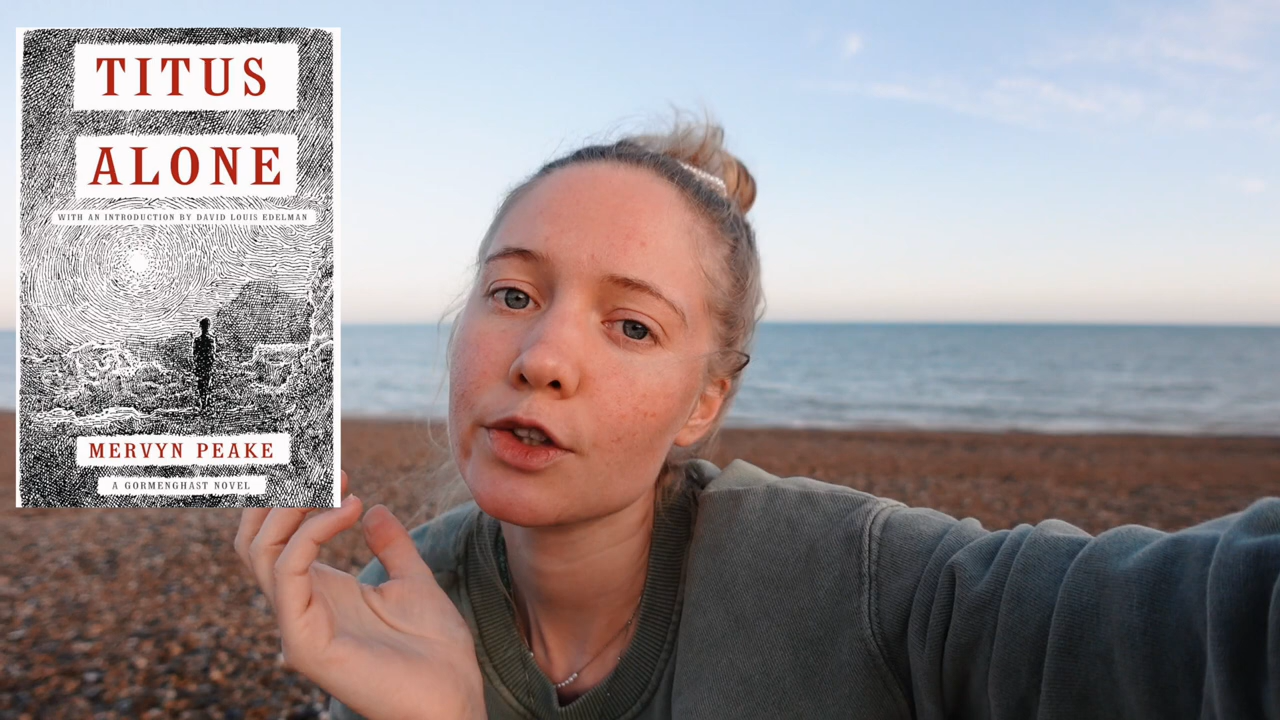 TITUS
ALONE
WITH AN INTRODUCTION BY DAVID LOUIS EDELMAN
MERVYN PEAKE
A GORMENGHAST NOVEL